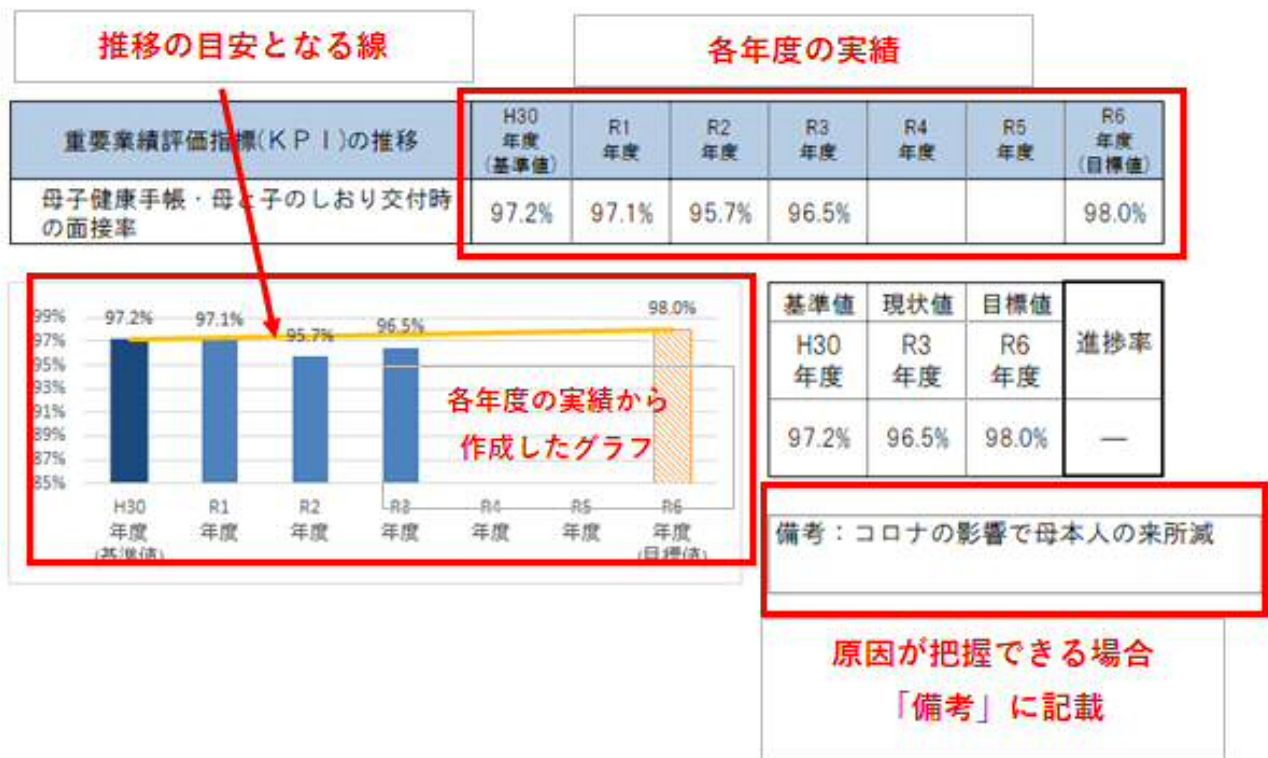 推移の目安となる線
各年度の実績
重要業績評価指標(ＫＰＩ)の推移
H30
年度
(基準値)
R1
年度
R2
年度
R3
年度
R4
年度
R5
年度
R6
年度
(目標値)
母子健康手帳・母と子のしおり交付時
の面接率
97.2%
97.1%
95.7%
96.5%
98.0%
99%
97%
95%
93%
91%
89%
87%
85%
97.2%
97.1%
95.7%
96.5%
98.0%
各年度の実績から
作成したグラフ
H30
年度
(基準値)
R1
年度
R2
年度
R3
年度
R4
年度
R5
年度
R6
年度
(目標値)
基準値
現状値
目標値
進捗率
H30
年度
R3
年度
R6
年度
97.2%
96.5%
98.0%
―
備考：コロナの影響で母本人の来所減
原因が把握できる場合
「備考」に記載